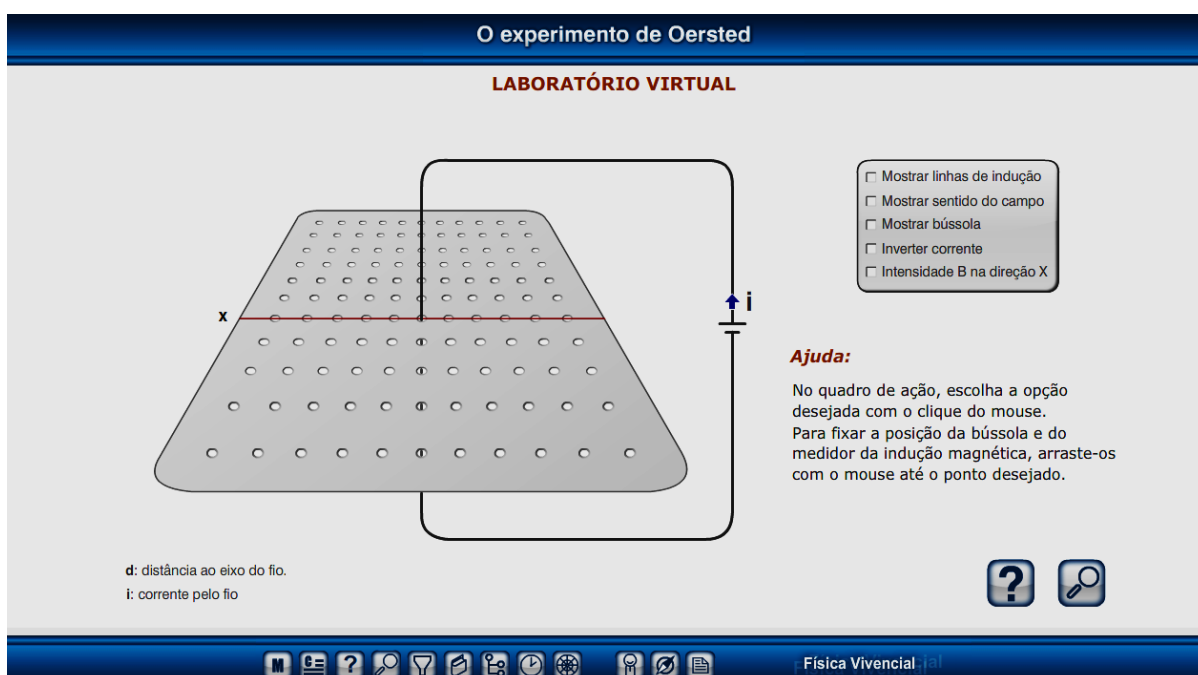 O experimento de Oersted
LABORATÓRIO VIRTUAL
Mostrar linhas de indução
Mostrar sentido do campo
Mostrar bússola
Inverter corrente
Intensidade B na direção X
x
i
Ajuda:
No quadro de ação, escolha a opção
desejada com o clique do mouse.
Para fixar a posição da bússola e do
medidor da indução magnética, arraste-os
com o mouse até o ponto desejado.
d: distância ao eixo do fio.
i: corrente pelo fio
?
M C ?
Física Vivencial